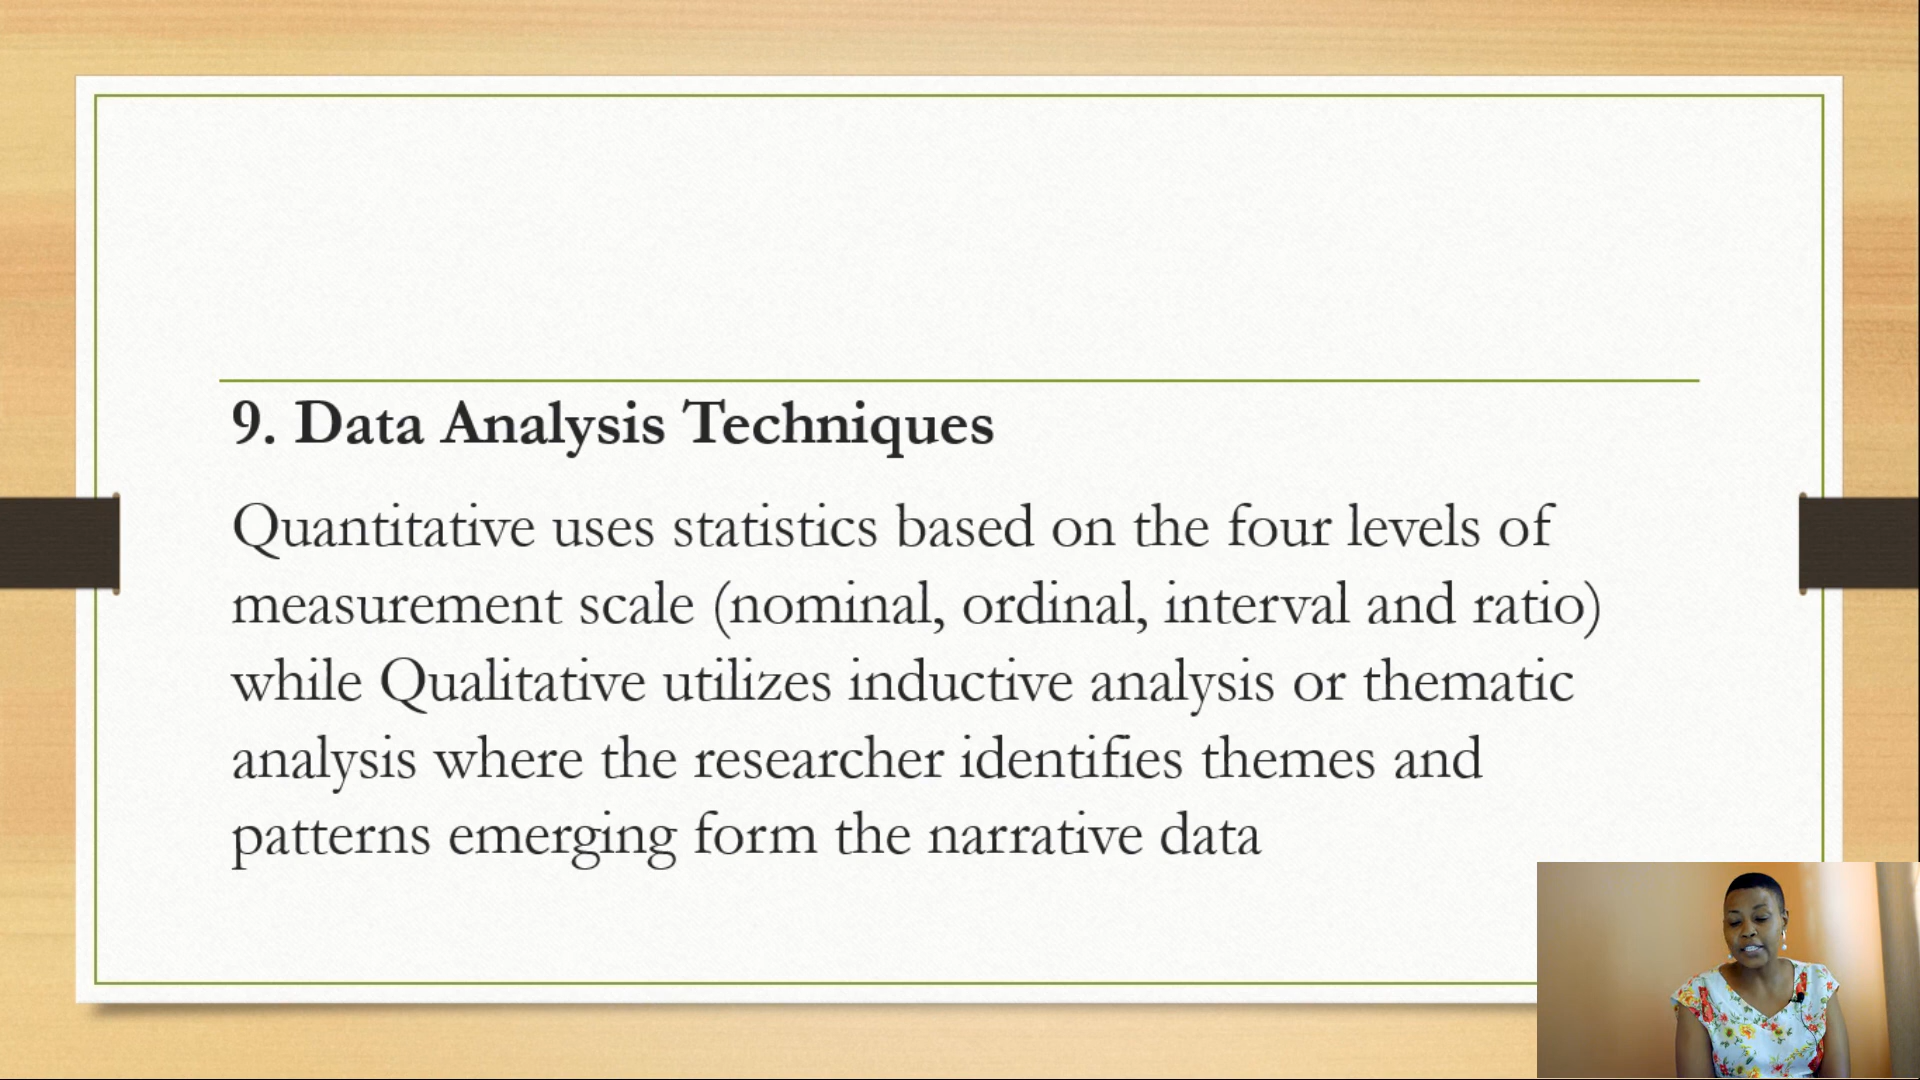 9. Data Analysis Techniques
Quantitative uses statistics based on the four levels of
measurement scale (nominal, ordinal, interval and ratio)
while Qualitative utilizes inductive analysis or thematic
analysis where the researcher identifies themes and
patterns emerging form the narrative data